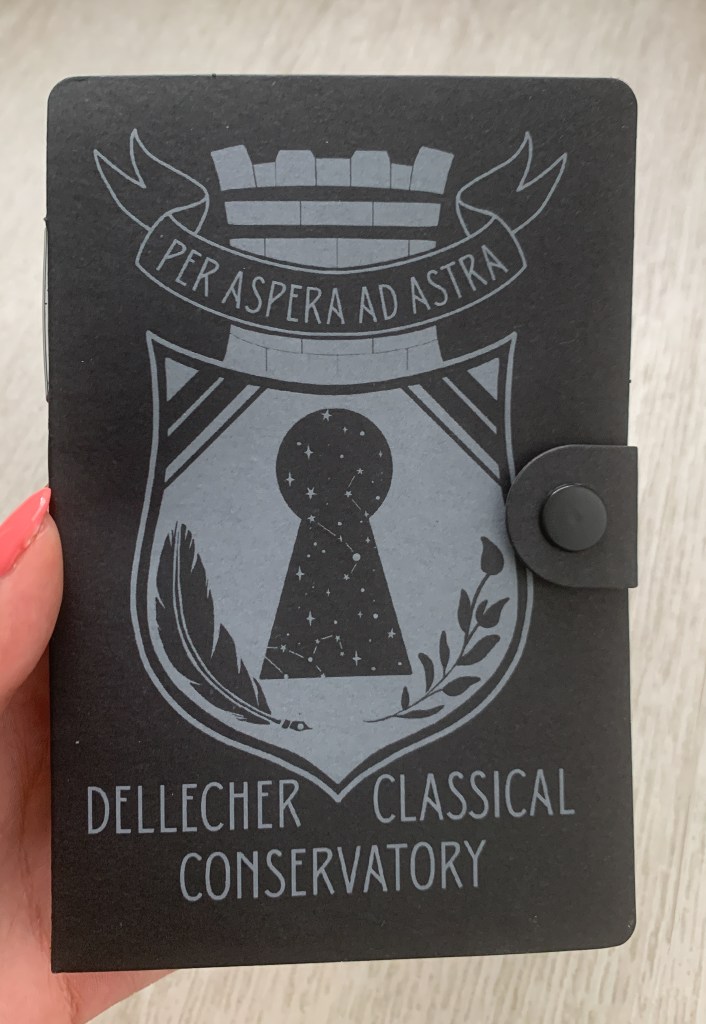 PER ASPERA AD ASTRA
DELLECHER CLASSICAL
CONSERVATORY